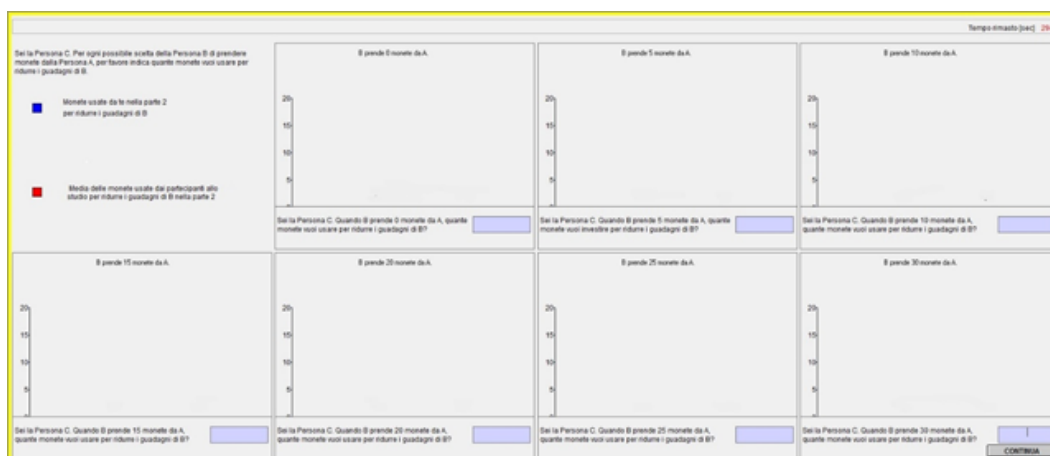 Tempo rimasto [sec] 29
Sei la Persona C. Per ogni possibile scelta della Persona B di prendere
monete dalla Persona A, per favore indica quante monete vuoi usare per
ridurre i guadagni di B.
Monete usate da te nella parte 2
per ridurre i guadagni di B
Media delle monete usate dai partecipanti allo
studio per ridurre i guadagni di B nella parte 2
B prende 0 monete da A.
20
15
10
5
Sei la Persona C. Quando B prende 0 monete da A, quante
monete vuoi usare per ridurre i guadagni di B?
B prende 5 monete da A.
20
15
10
5
Sei la Persona C. Quando B prende 5 monete da A, quante
monete vuoi investire per ridurre i guadagni di B?
B prende 10 monete da A.
20
15
10
5
Sei la Persona C. Quando B prende 10 monete da A,
quante monete vuoi usare per ridurre i guadagni di B?
B prende 15 monete da A.
20
15
10
5
Sei la Persona C. Quando B prende 15 monete da A,
quante monete vuoi usare per ridurre i guadagni di B?
B prende 20 monete da A.
20
15
10
5
Sei la Persona C. Quando B prende 20 monete da A,
quante monete vuoi usare per ridurre i guadagni di B?
B prende 25 monete da A.
20
15
10
5
Sei la Persona C. Quando B prende 25 monete da A,
quante monete vuoi usare per ridurre i guadagni di B?
B prende 30 monete da A.
20
15
10
5
Sei la Persona C. Quando B prende 30 monete da A,
quante monete vuoi usare per ridurre i guadagni di B?
CONTINUA